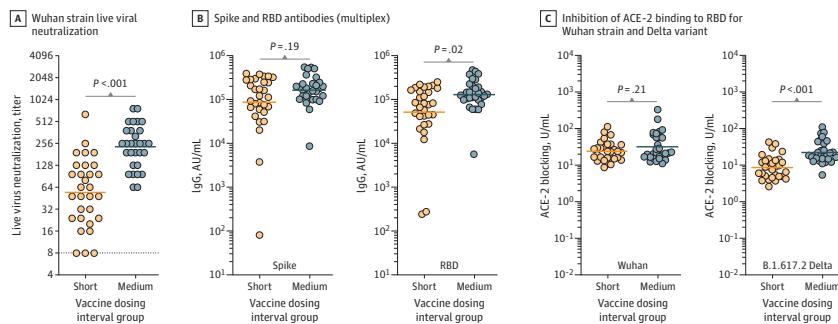 A Wuhan strain live viral
neutralization
B Spike and RBD antibodies (multiplex)
C Inhibition of ACE-2 binding to RBD for
Wuhan strain and Delta variant
Live virus neutralization, titer
4096
2048
1024
512
256
128
64
32
16
8
4
P <.001
Short Medium
Vaccine dosing
interval group
IgG, AU/mL
10⁶
10⁵
10⁴
10³
10²
10¹
P = .19
Spike
Short Medium
Vaccine dosing
interval group
IgG, AU/mL
10⁶
10⁵
10⁴
10³
10²
10¹
P = .02
RBD
Short Medium
Vaccine dosing
interval group
ACE-2 blocking, U/mL
10⁴
10³
10²
10¹
10⁰
10⁻¹
10⁻²
P = .21
Wuhan
Short Medium
Vaccine dosing
interval group
ACE-2 blocking, U/mL
10⁴
10³
10²
10¹
10⁰
10⁻¹
10⁻²
P <.001
B.1.617.2 Delta
Short Medium
Vaccine dosing
interval group